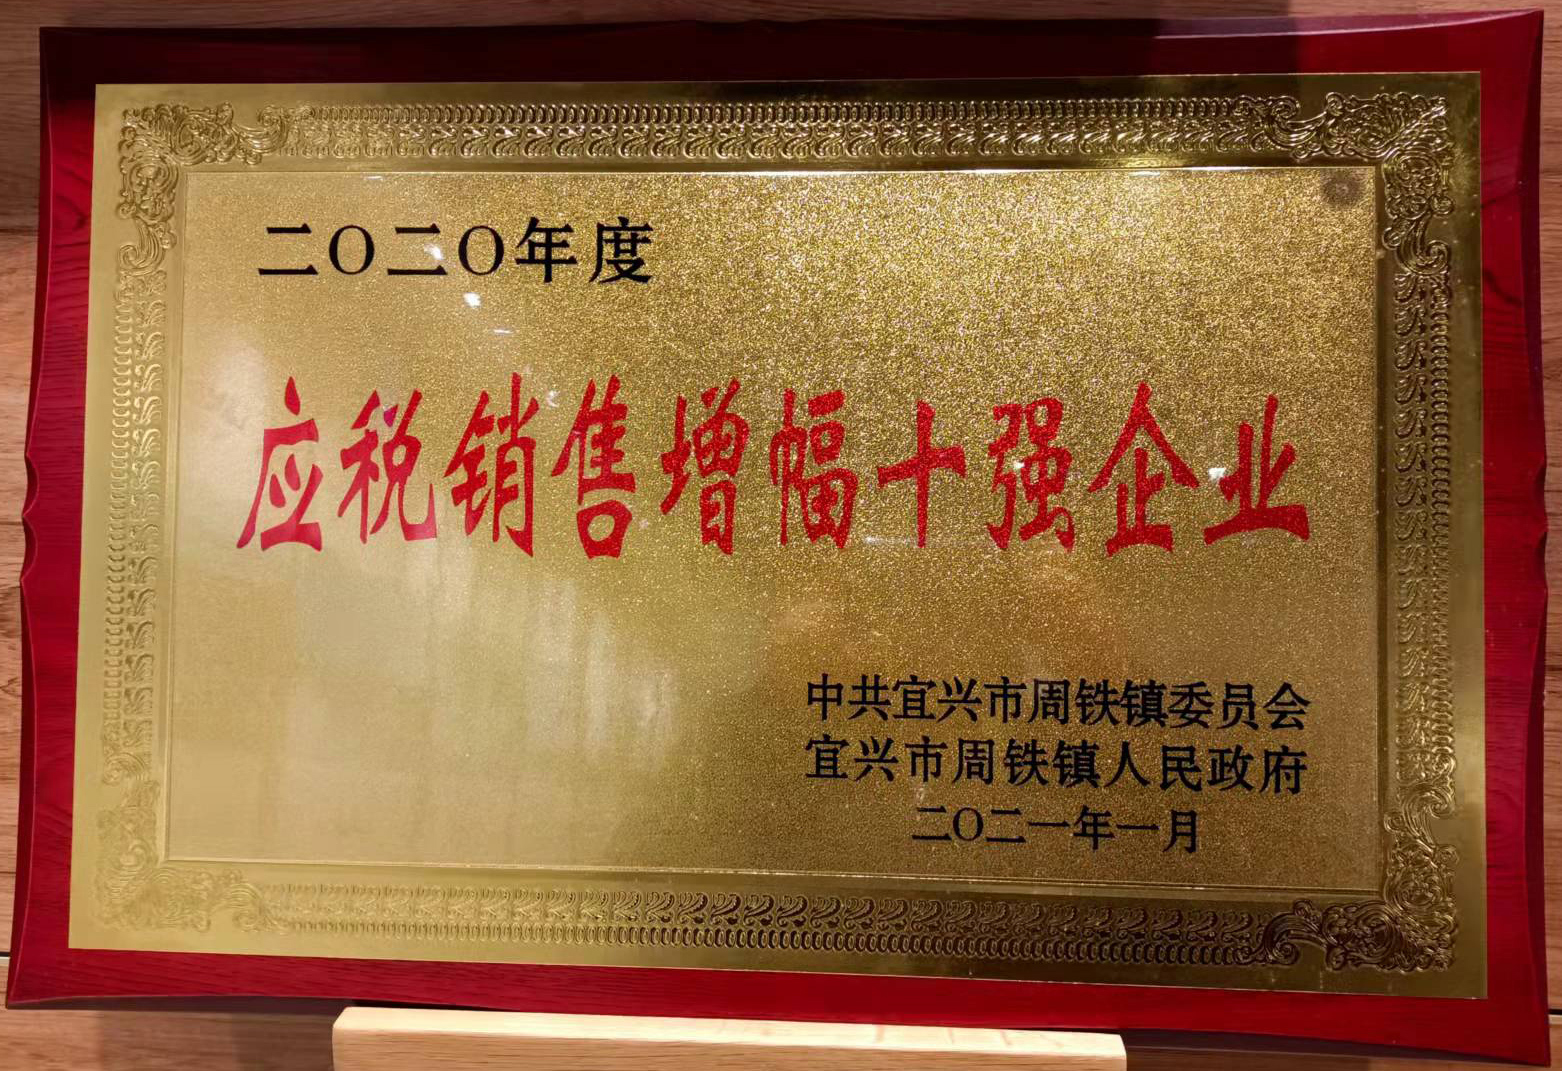 二〇二〇年度
应税销售增幅十强企业
中共宜兴市周铁镇委员会
宜兴市周铁镇人民政府
二〇二一年一月